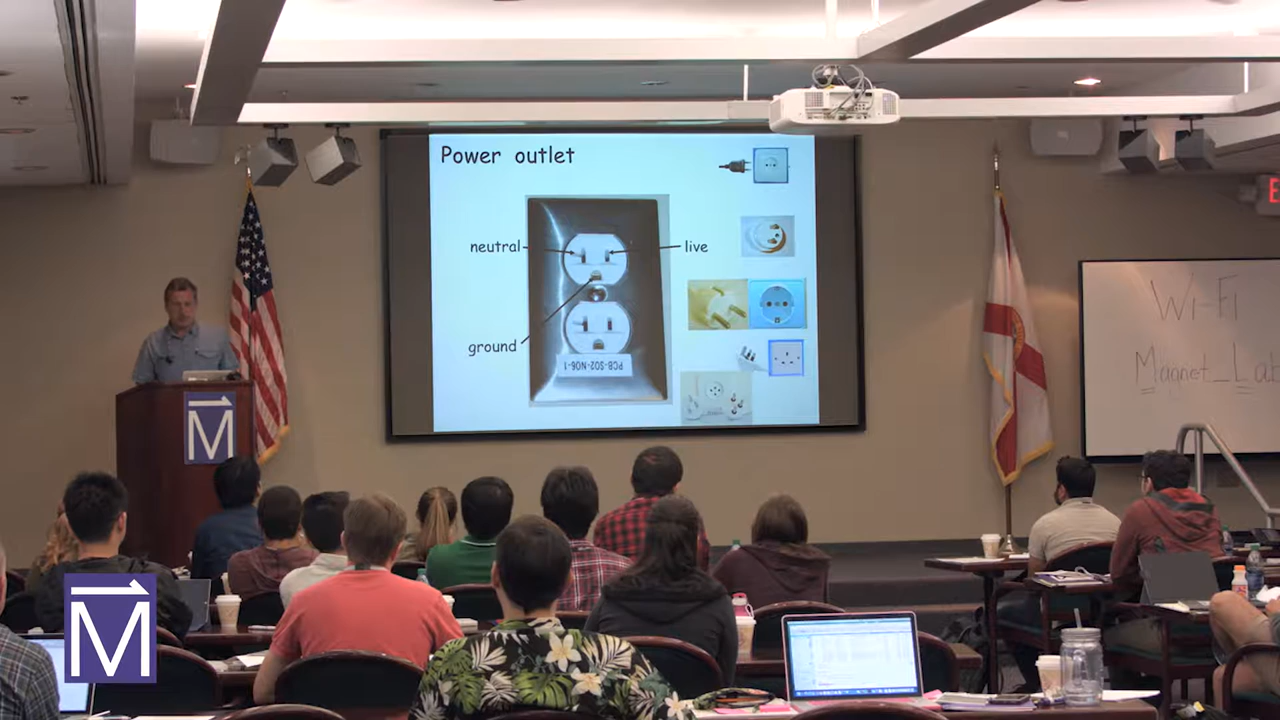 Power outlet
neutral
live
ground
PCB-S02-N06-1
Wi-Fi
Magnet_Lab
M
M
E